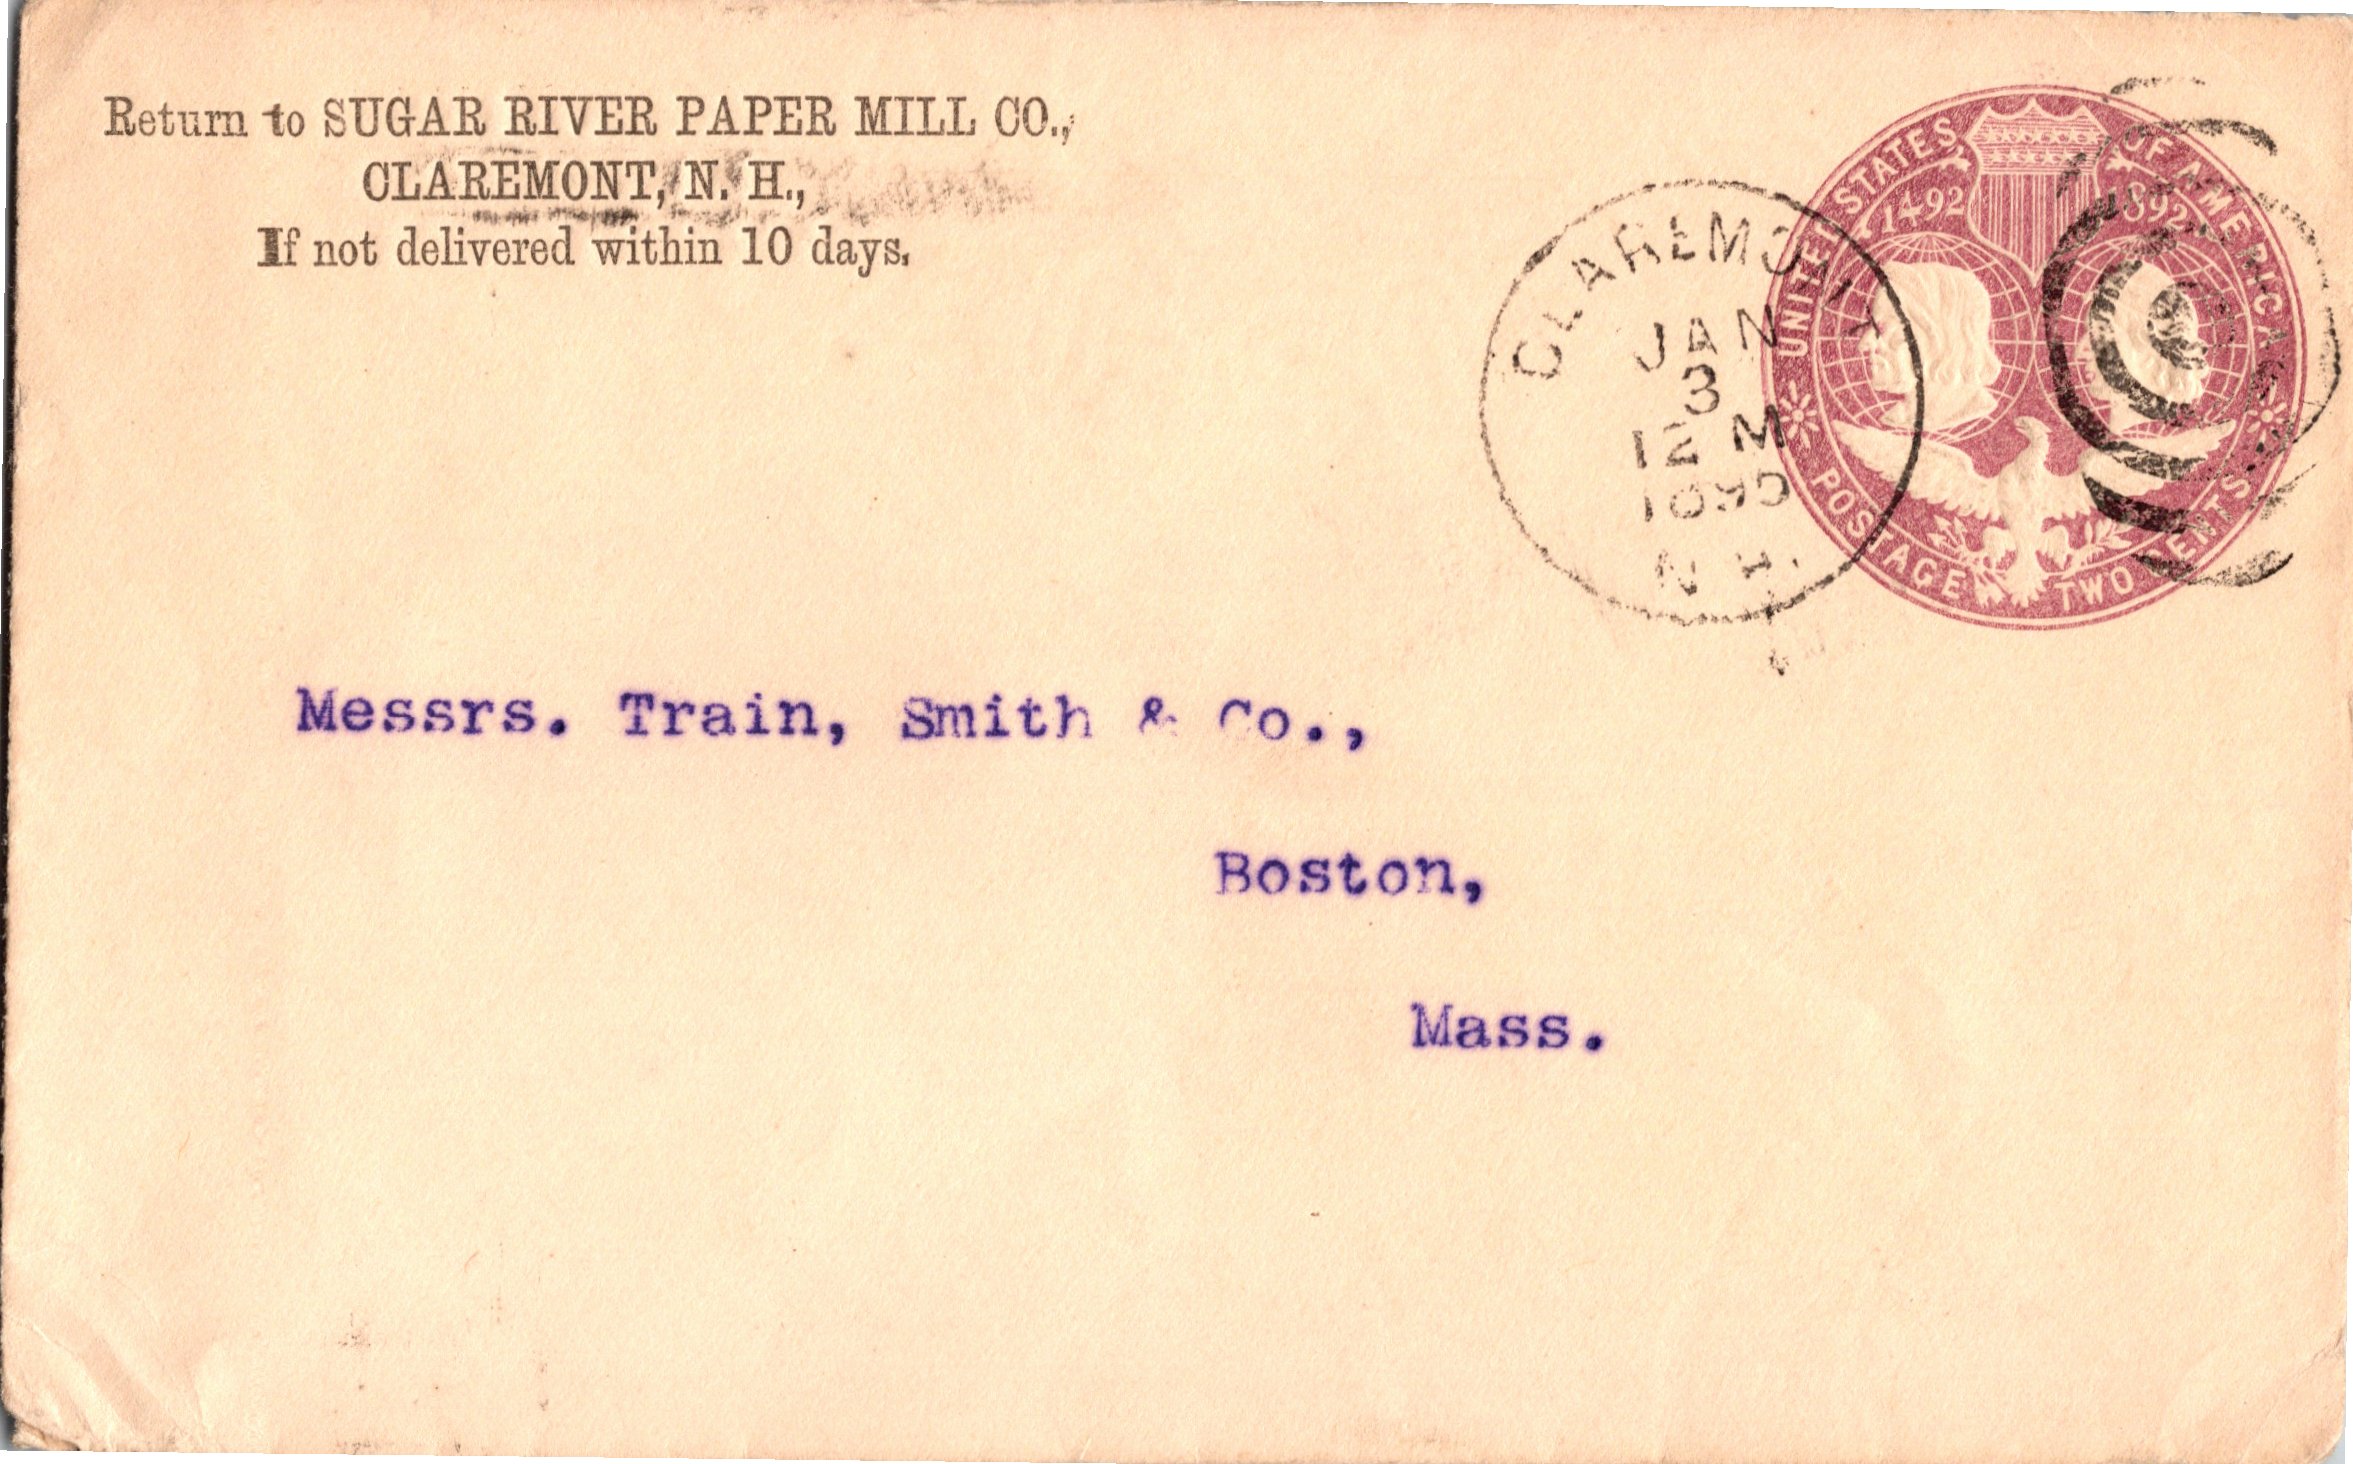 Return to SUGAR RIVER PAPER MILL CO.,
CLAREMONT, N. H.,
If not delivered within 10 days.
UNITED STATES OF AMERICA
1492 1892
POSTAGE TWO CENTS
CLAREMONT
JAN
3
12 M
1895
N.H.
Messrs. Train, Smith & Co.,
Boston,
Mass.